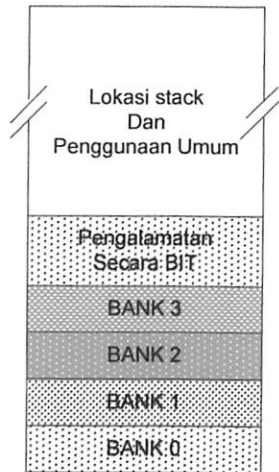 Lokasi stack
Dan
Penggunaan Umum
Pengalamatan
Secara BIT
BANK 3
BANK 2
BANK 1
BANK 0